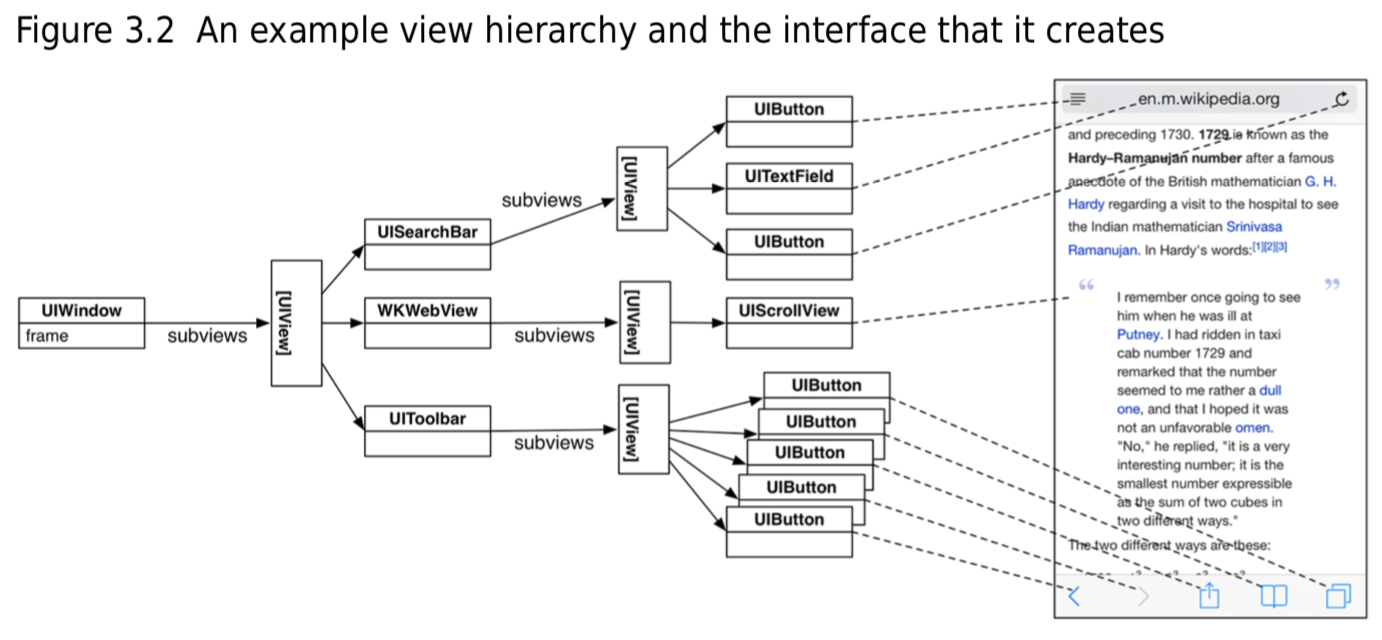 Figure 3.2 An example view hierarchy and the interface that it creates
UIWindow
frame
subviews
[UIView]
UISearchBar
subviews
[UIView]
UIButton
UITextField
UIButton
WKWebView
subviews
[UIView]
UIScrollView
UIToolbar
subviews
[UIView]
UIButton
UIButton
UIButton
UIButton
UIButton
en.m.wikipedia.org
and preceding 1730. 1729 is known as the
Hardy–Ramanujan number after a famous
anecdote of the British mathematician G. H.
Hardy regarding a visit to the hospital to see
the Indian mathematician Srinivasa
Ramanujan. In Hardy's words:[1][2][3]
“ ”
I remember once going to see
him when he was ill at
Putney. I had ridden in taxi
cab number 1729 and
remarked that the number
seemed to me rather a dull
one, and that I hoped it was
not an unfavorable omen.
"No," he replied, "it is a very
interesting number; it is the
smallest number expressible
as the sum of two cubes in
two different ways."
The two different ways are these: